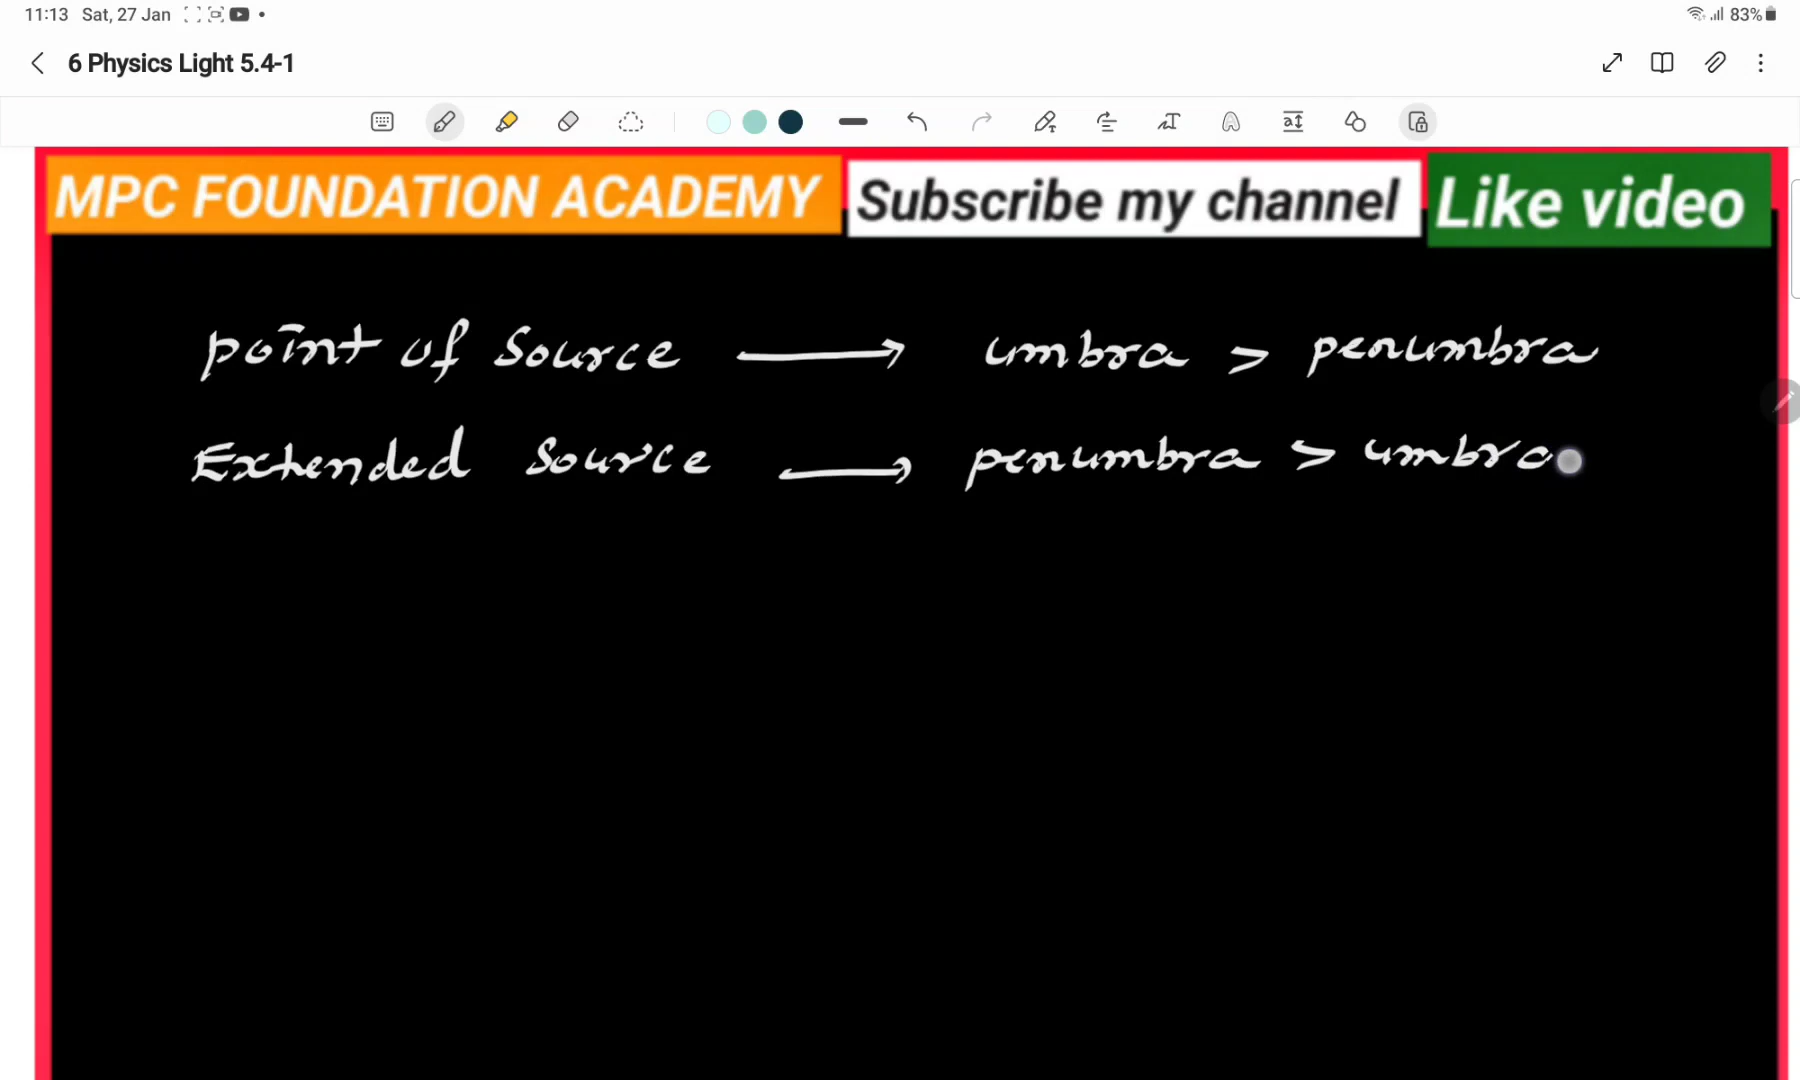 11:13 Sat, 27 Jan 83%
6 Physics Light 5.4-1
MPC FOUNDATION ACADEMY Subscribe my channel Like video
point of Source → umbra > penumbra
Extended Source → penumbra > umbra